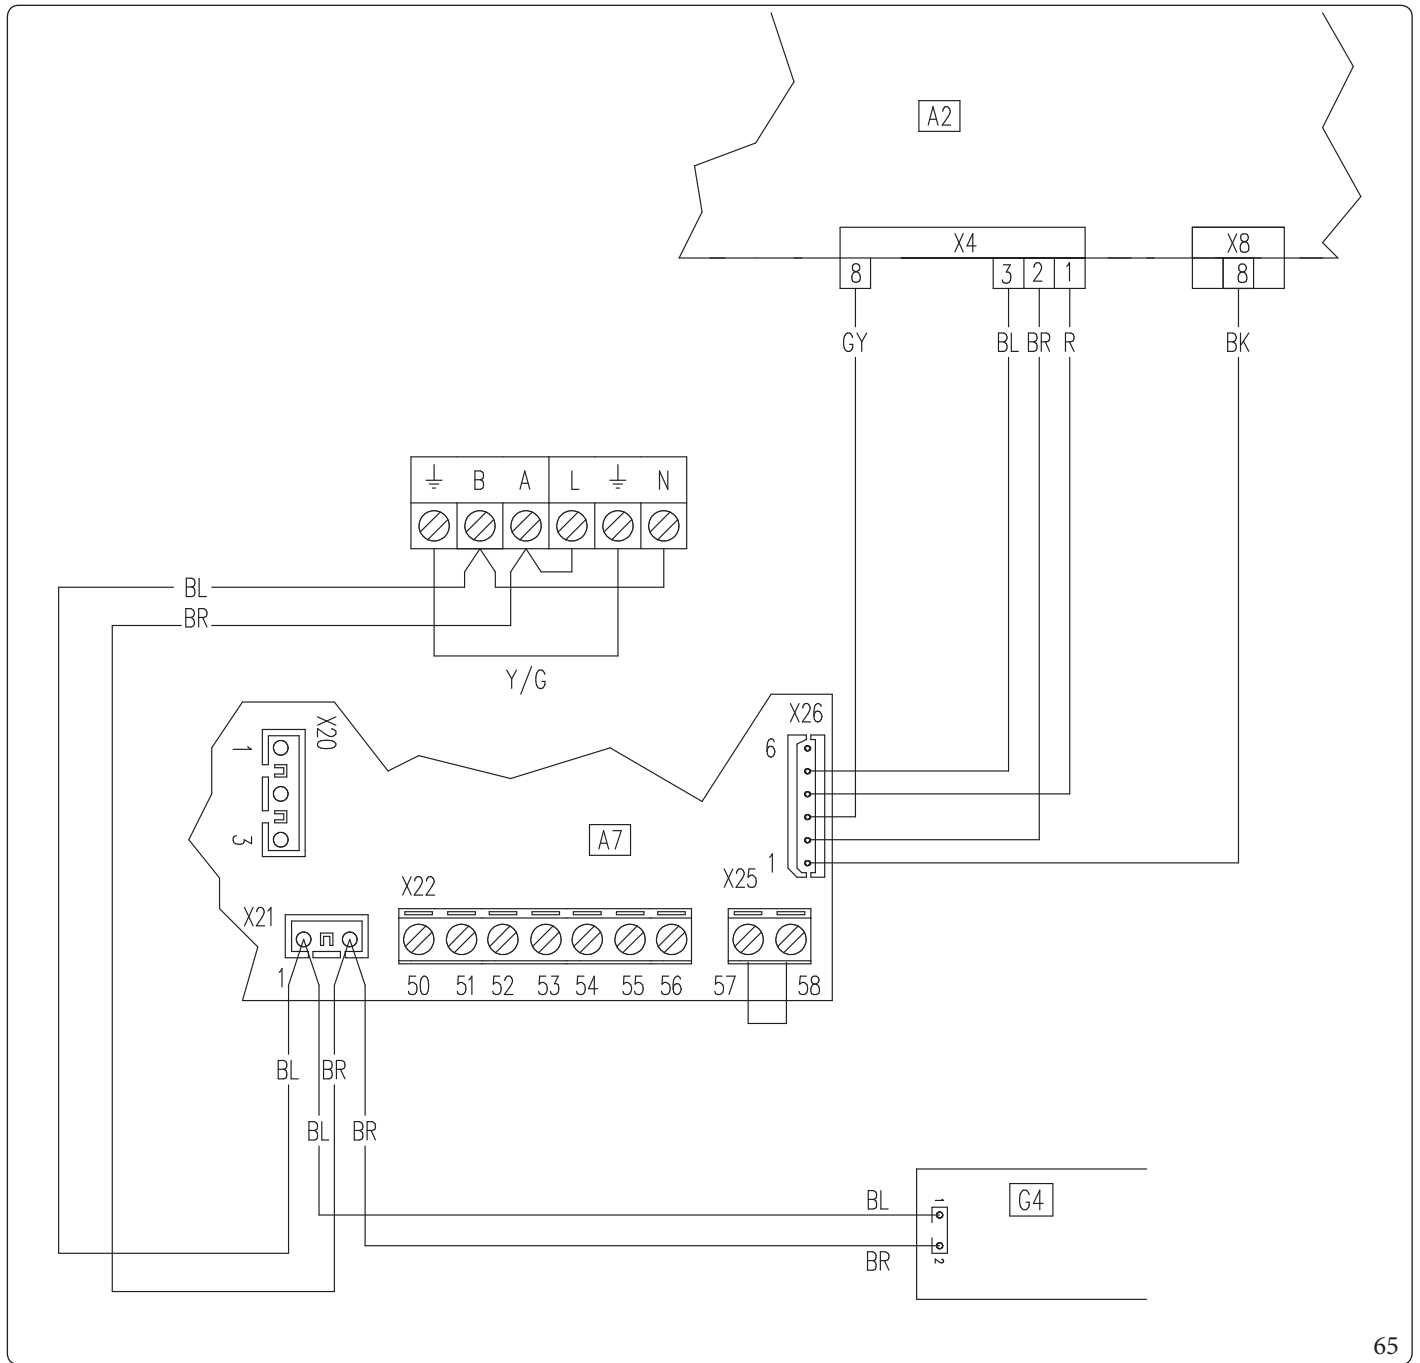 A2
X4 X8
8 3 2 1 8
GY BL BR R BK
B A L N
BL
BR
Y/G
X20 X26
1 6
3 A7 1
X22 X25
X21
1 50 51 52 53 54 55 56 57 58
BL BR
BL BR
BL 1 G4
BR 2
65